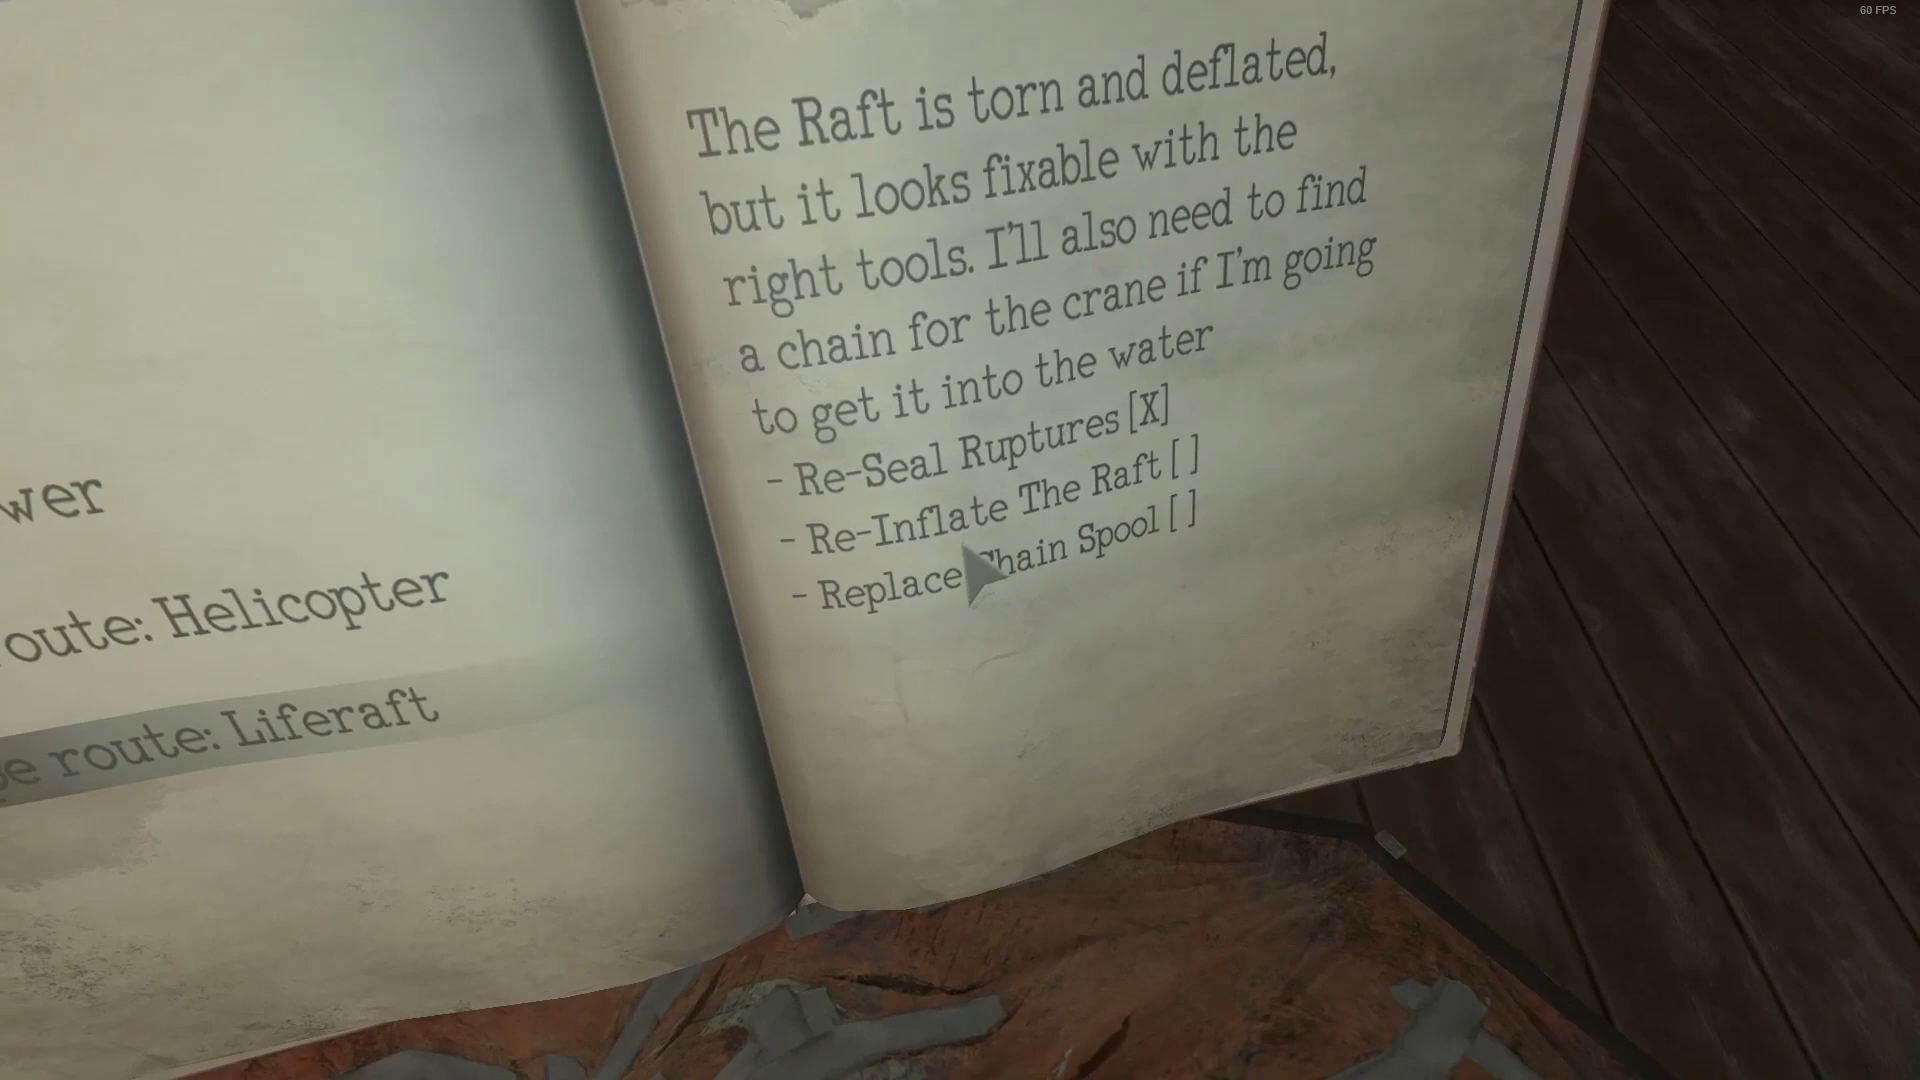 60 FPS
wer
route: Helicopter
route: Liferaft
The Raft is torn and deflated,
but it looks fixable with the
right tools. I'll also need to find
a chain for the crane if I'm going
to get it into the water
- Re-Seal Ruptures [X]
- Re-Inflate The Raft [ ]
- Replace Chain Spool [ ]